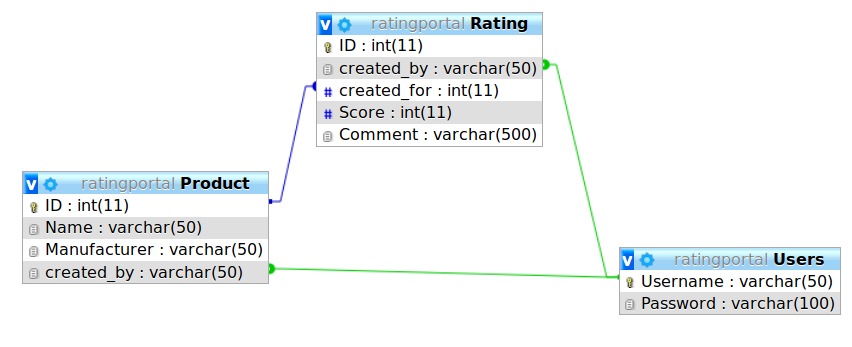 v ratingportal Rating
ID : int(11)
created_by : varchar(50)
# created_for : int(11)
# Score : int(11)
Comment : varchar(500)
v ratingportal Product
ID : int(11)
Name : varchar(50)
Manufacturer : varchar(50)
created_by : varchar(50)
v ratingportal Users
Username : varchar(50)
Password : varchar(100)